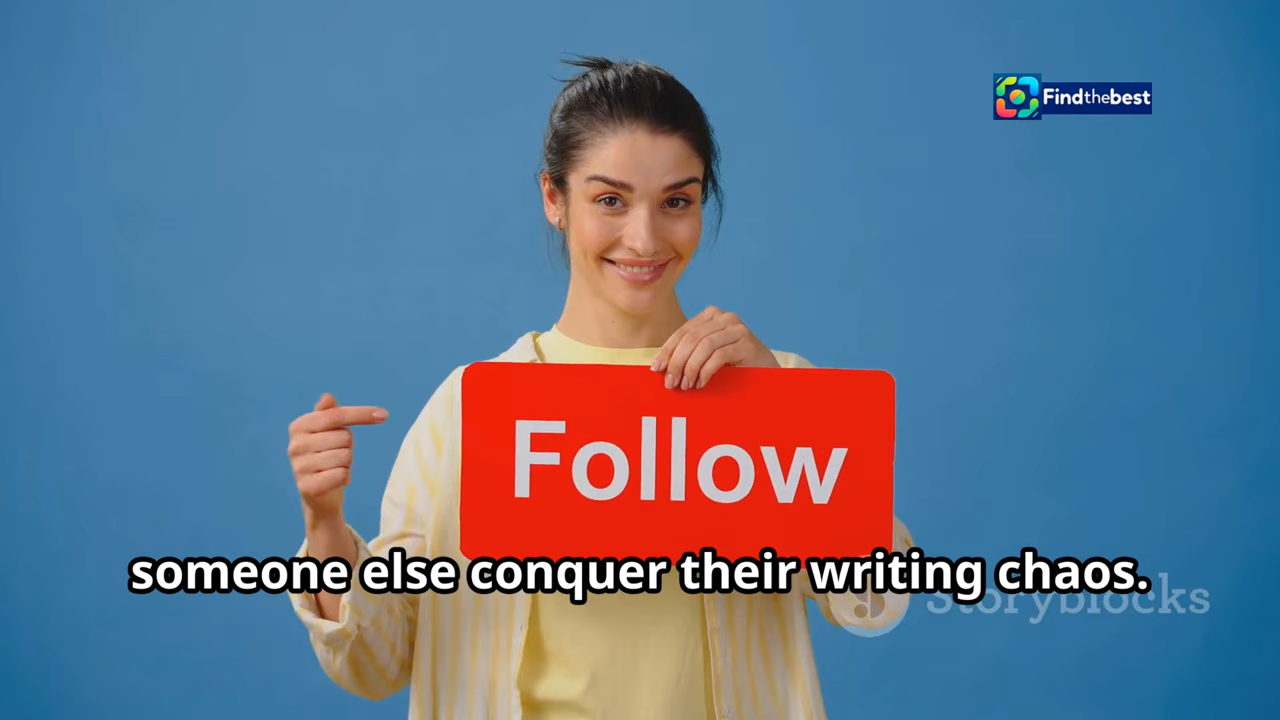 Findthebest
Follow
someone else conquer their writing chaos.
Storyblocks